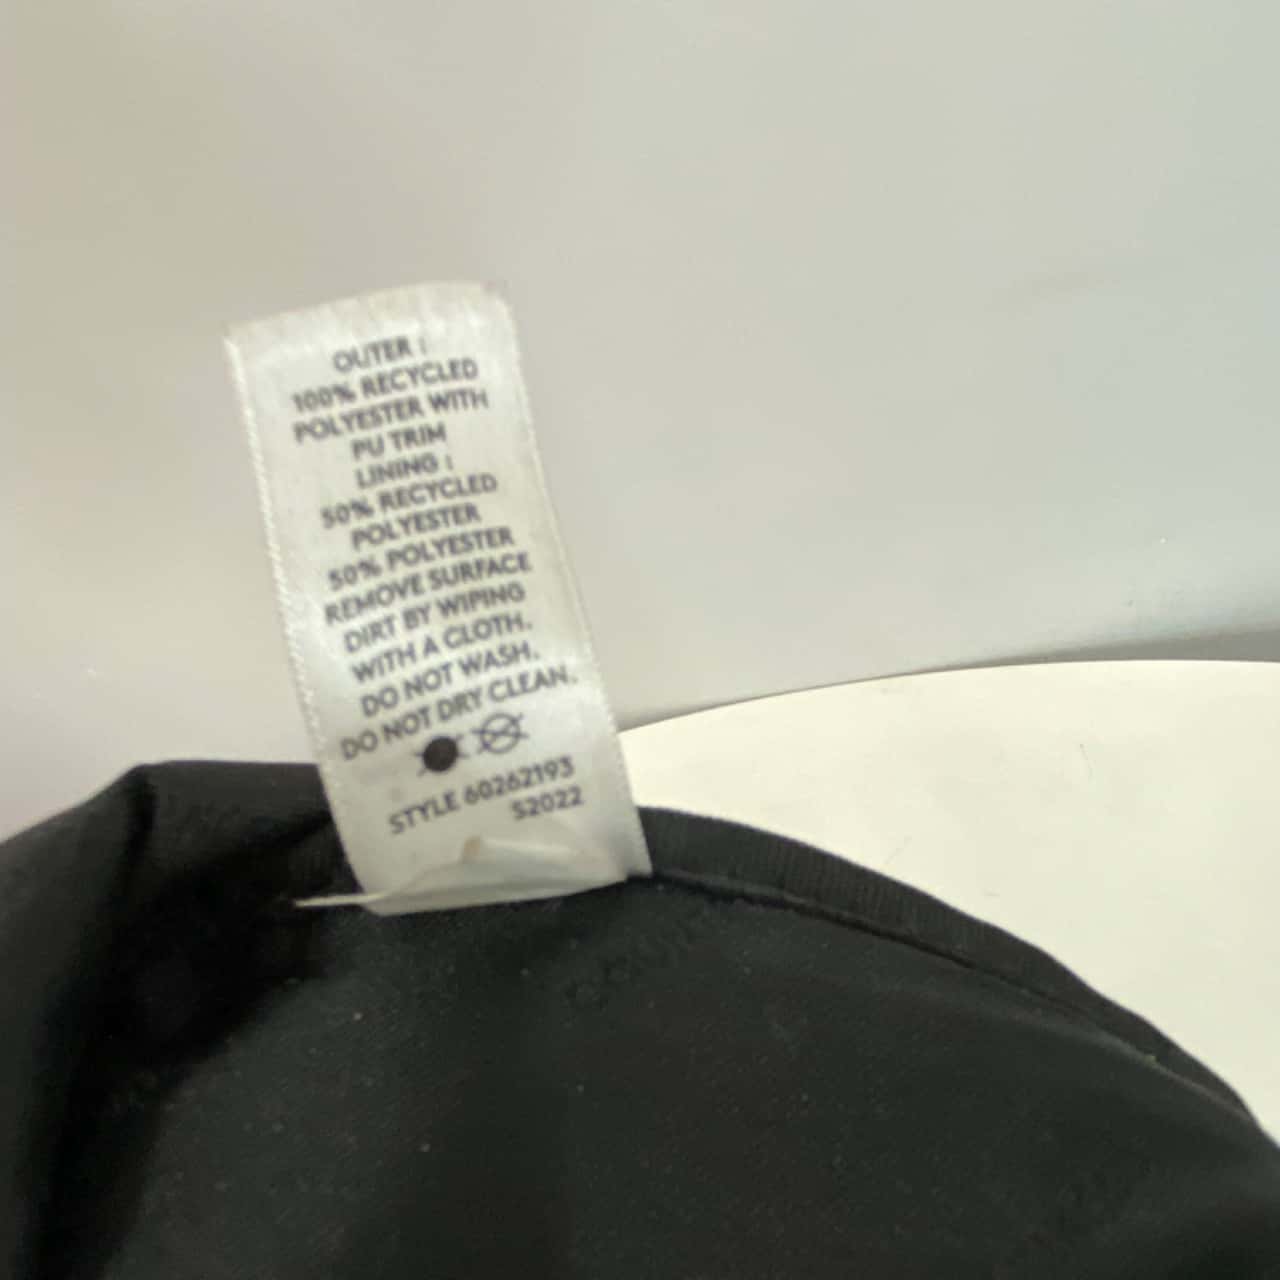 OUTER :
100% RECYCLED
POLYESTER WITH
PU TRIM
LINING :
50% RECYCLED
POLYESTER
50% POLYESTER
REMOVE SURFACE
DIRT BY WIPING
WITH A CLOTH.
DO NOT WASH.
DO NOT DRY CLEAN.
STYLE 60262193
S2022